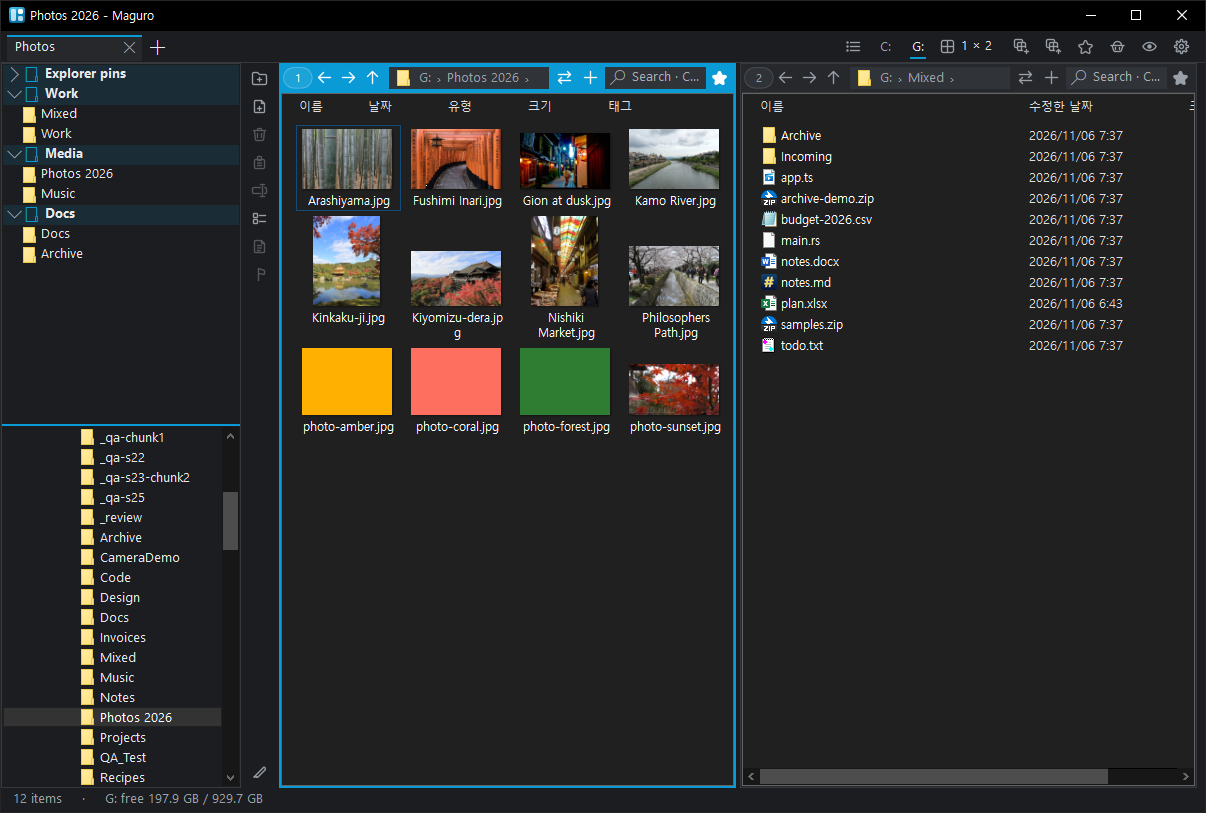 Photos 2026 - Maguro
Photos
C:
G:
1 × 2
Explorer pins
Work
Mixed
Work
Media
Photos 2026
Music
Docs
Docs
Archive
_qa-chunk1
_qa-s22
_qa-s23-chunk2
_qa-s25
_review
Archive
CameraDemo
Code
Design
Docs
Invoices
Mixed
Music
Notes
Photos 2026
Projects
QA_Test
Recipes
1
G: › Photos 2026 ›
Search · C...
이름 날짜 유형 크기 태그
Arashiyama.jpg
Fushimi Inari.jpg
Gion at dusk.jpg
Kamo River.jpg
Kinkaku-ji.jpg
Kiyomizu-dera.jp
g
Nishiki
Market.jpg
Philosophers
Path.jpg
photo-amber.jpg
photo-coral.jpg
photo-forest.jpg
photo-sunset.jpg
2
G: › Mixed ›
Search · C...
이름 수정한 날짜
Archive 2026/11/06 7:37
Incoming 2026/11/06 7:37
app.ts 2026/11/06 7:37
archive-demo.zip 2026/11/06 7:37
budget-2026.csv 2026/11/06 7:37
main.rs 2026/11/06 7:37
notes.docx 2026/11/06 7:37
notes.md 2026/11/06 7:37
plan.xlsx 2026/11/06 6:43
samples.zip 2026/11/06 7:37
todo.txt 2026/11/06 7:37
12 items · G: free 197.9 GB / 929.7 GB